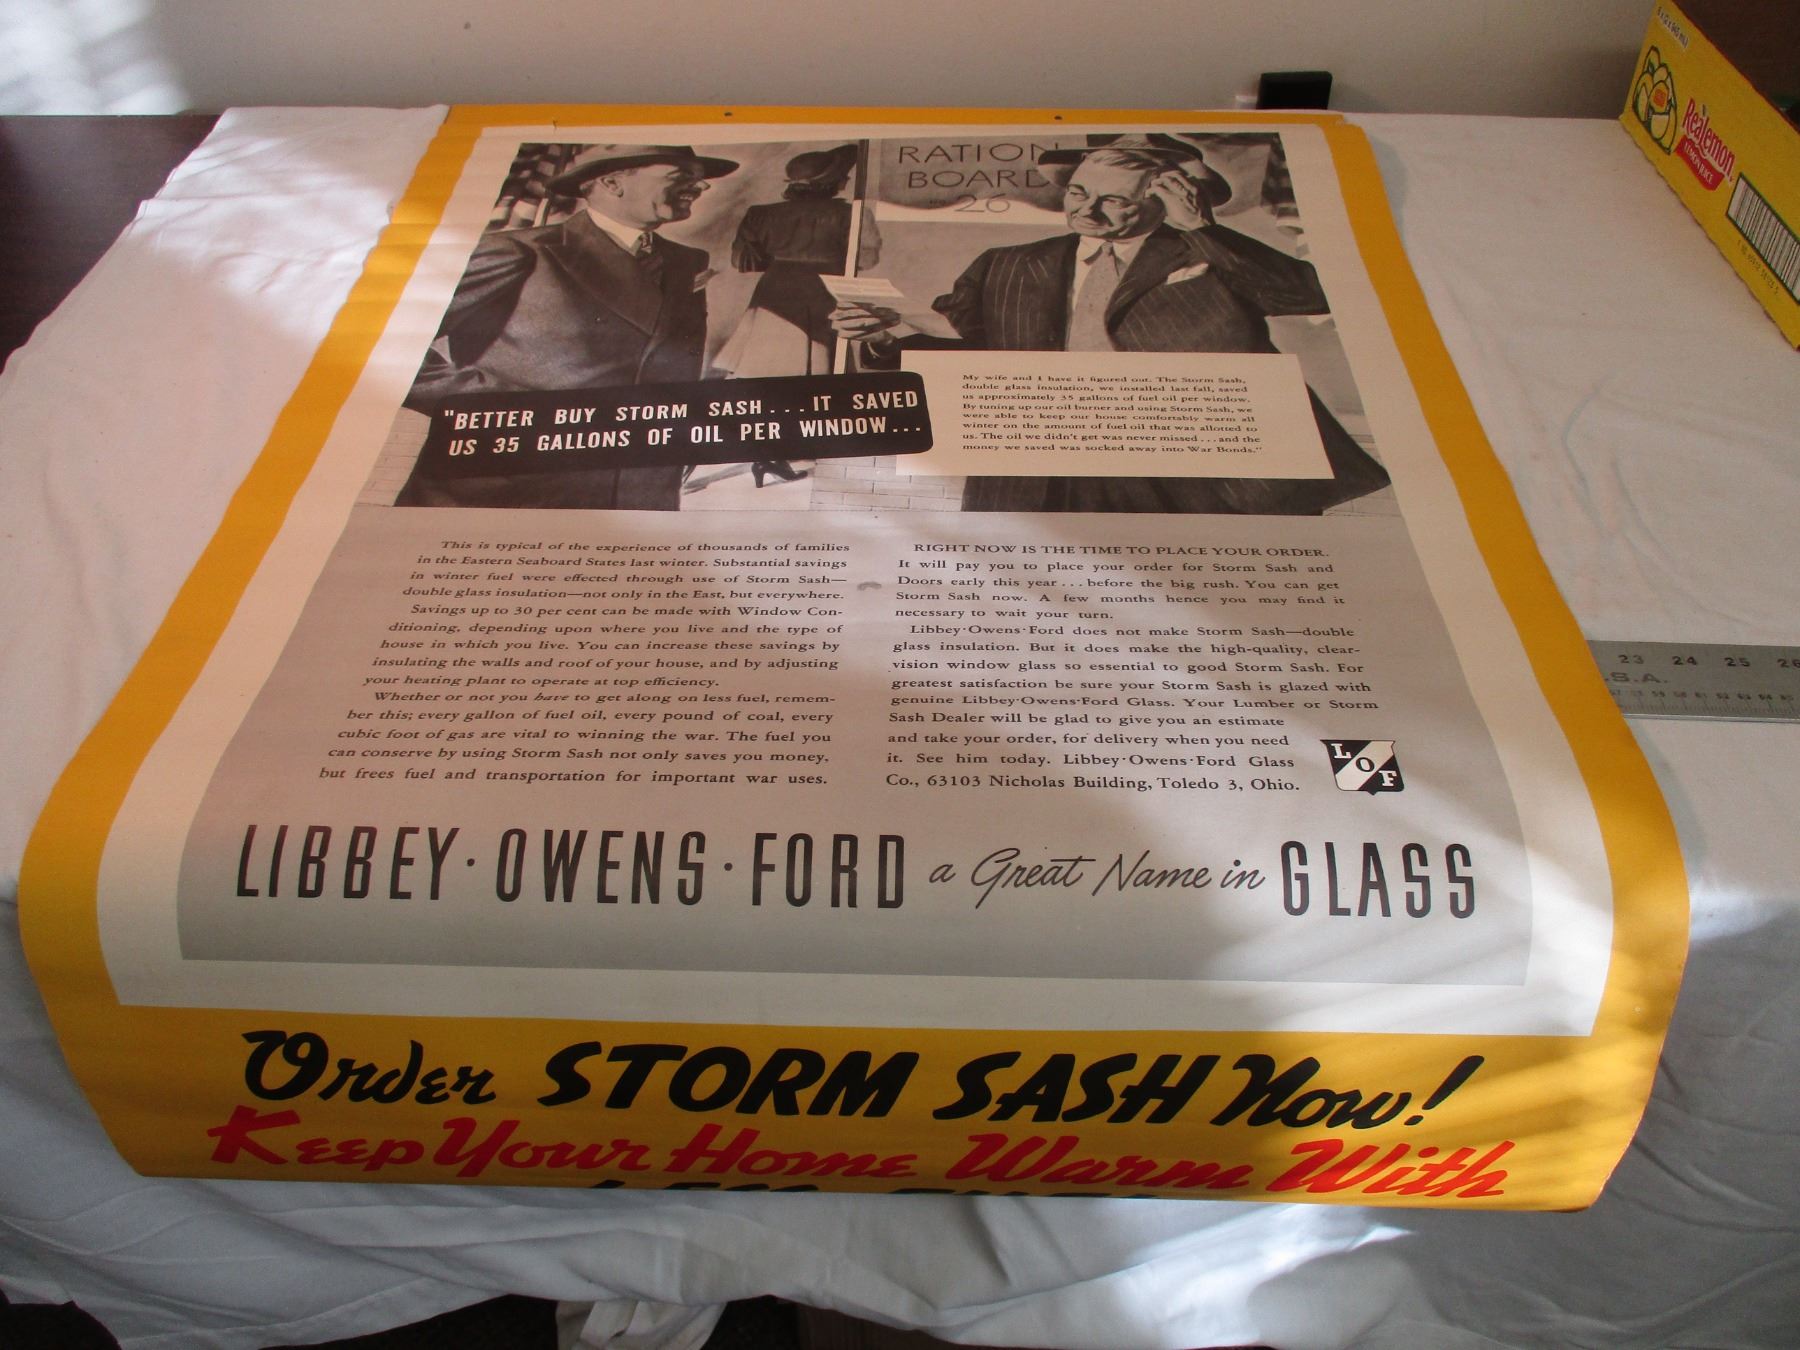 RATION
BOARD
No. 26
"BETTER BUY STORM SASH...IT SAVED
US 35 GALLONS OF OIL PER WINDOW...
My wife and I have it figured out. The Storm Sash,
double glass insulation, we installed last fall, saved
us approximately 35 gallons of fuel oil per window.
By tuning up our oil burner and using Storm Sash, we
were able to keep our house comfortably warm all
winter on the amount of fuel oil that was allotted to
us. The oil we didn't get was never missed...and the
money we saved was socked away into War Bonds."
This is typical of the experience of thousands of families
in the Eastern Seaboard States last winter. Substantial savings
in winter fuel were effected through use of Storm Sash—
double glass insulation—not only in the East, but everywhere.
Savings up to 30 per cent can be made with Window Con-
ditioning, depending upon where you live and the type of
house in which you live. You can increase these savings by
insulating the walls and roof of your house, and by adjusting
your heating plant to operate at top efficiency.
Whether or not you have to get along on less fuel, remem-
ber this; every gallon of fuel oil, every pound of coal, every
cubic foot of gas are vital to winning the war. The fuel you
can conserve by using Storm Sash not only saves you money,
but frees fuel and transportation for important war uses.
RIGHT NOW IS THE TIME TO PLACE YOUR ORDER.
It will pay you to place your order for Storm Sash and
Doors early this year...before the big rush. You can get
Storm Sash now. A few months hence you may find it
necessary to wait your turn.
Libbey·Owens·Ford does not make Storm Sash—double
glass insulation. But it does make the high-quality, clear-
vision window glass so essential to good Storm Sash. For
greatest satisfaction be sure your Storm Sash is glazed with
genuine Libbey·Owens·Ford Glass. Your Lumber or Storm
Sash Dealer will be glad to give you an estimate
and take your order, for delivery when you need
it. See him today. Libbey·Owens·Ford Glass
Co., 63103 Nicholas Building, Toledo 3, Ohio.
LOF
LIBBEY·OWENS·FORD a Great Name in GLASS
Order STORM SASH Now!
Keep Your Home Warm With
ReaLemon
LEMON JUICE
23 24 25 26
U.S.A.